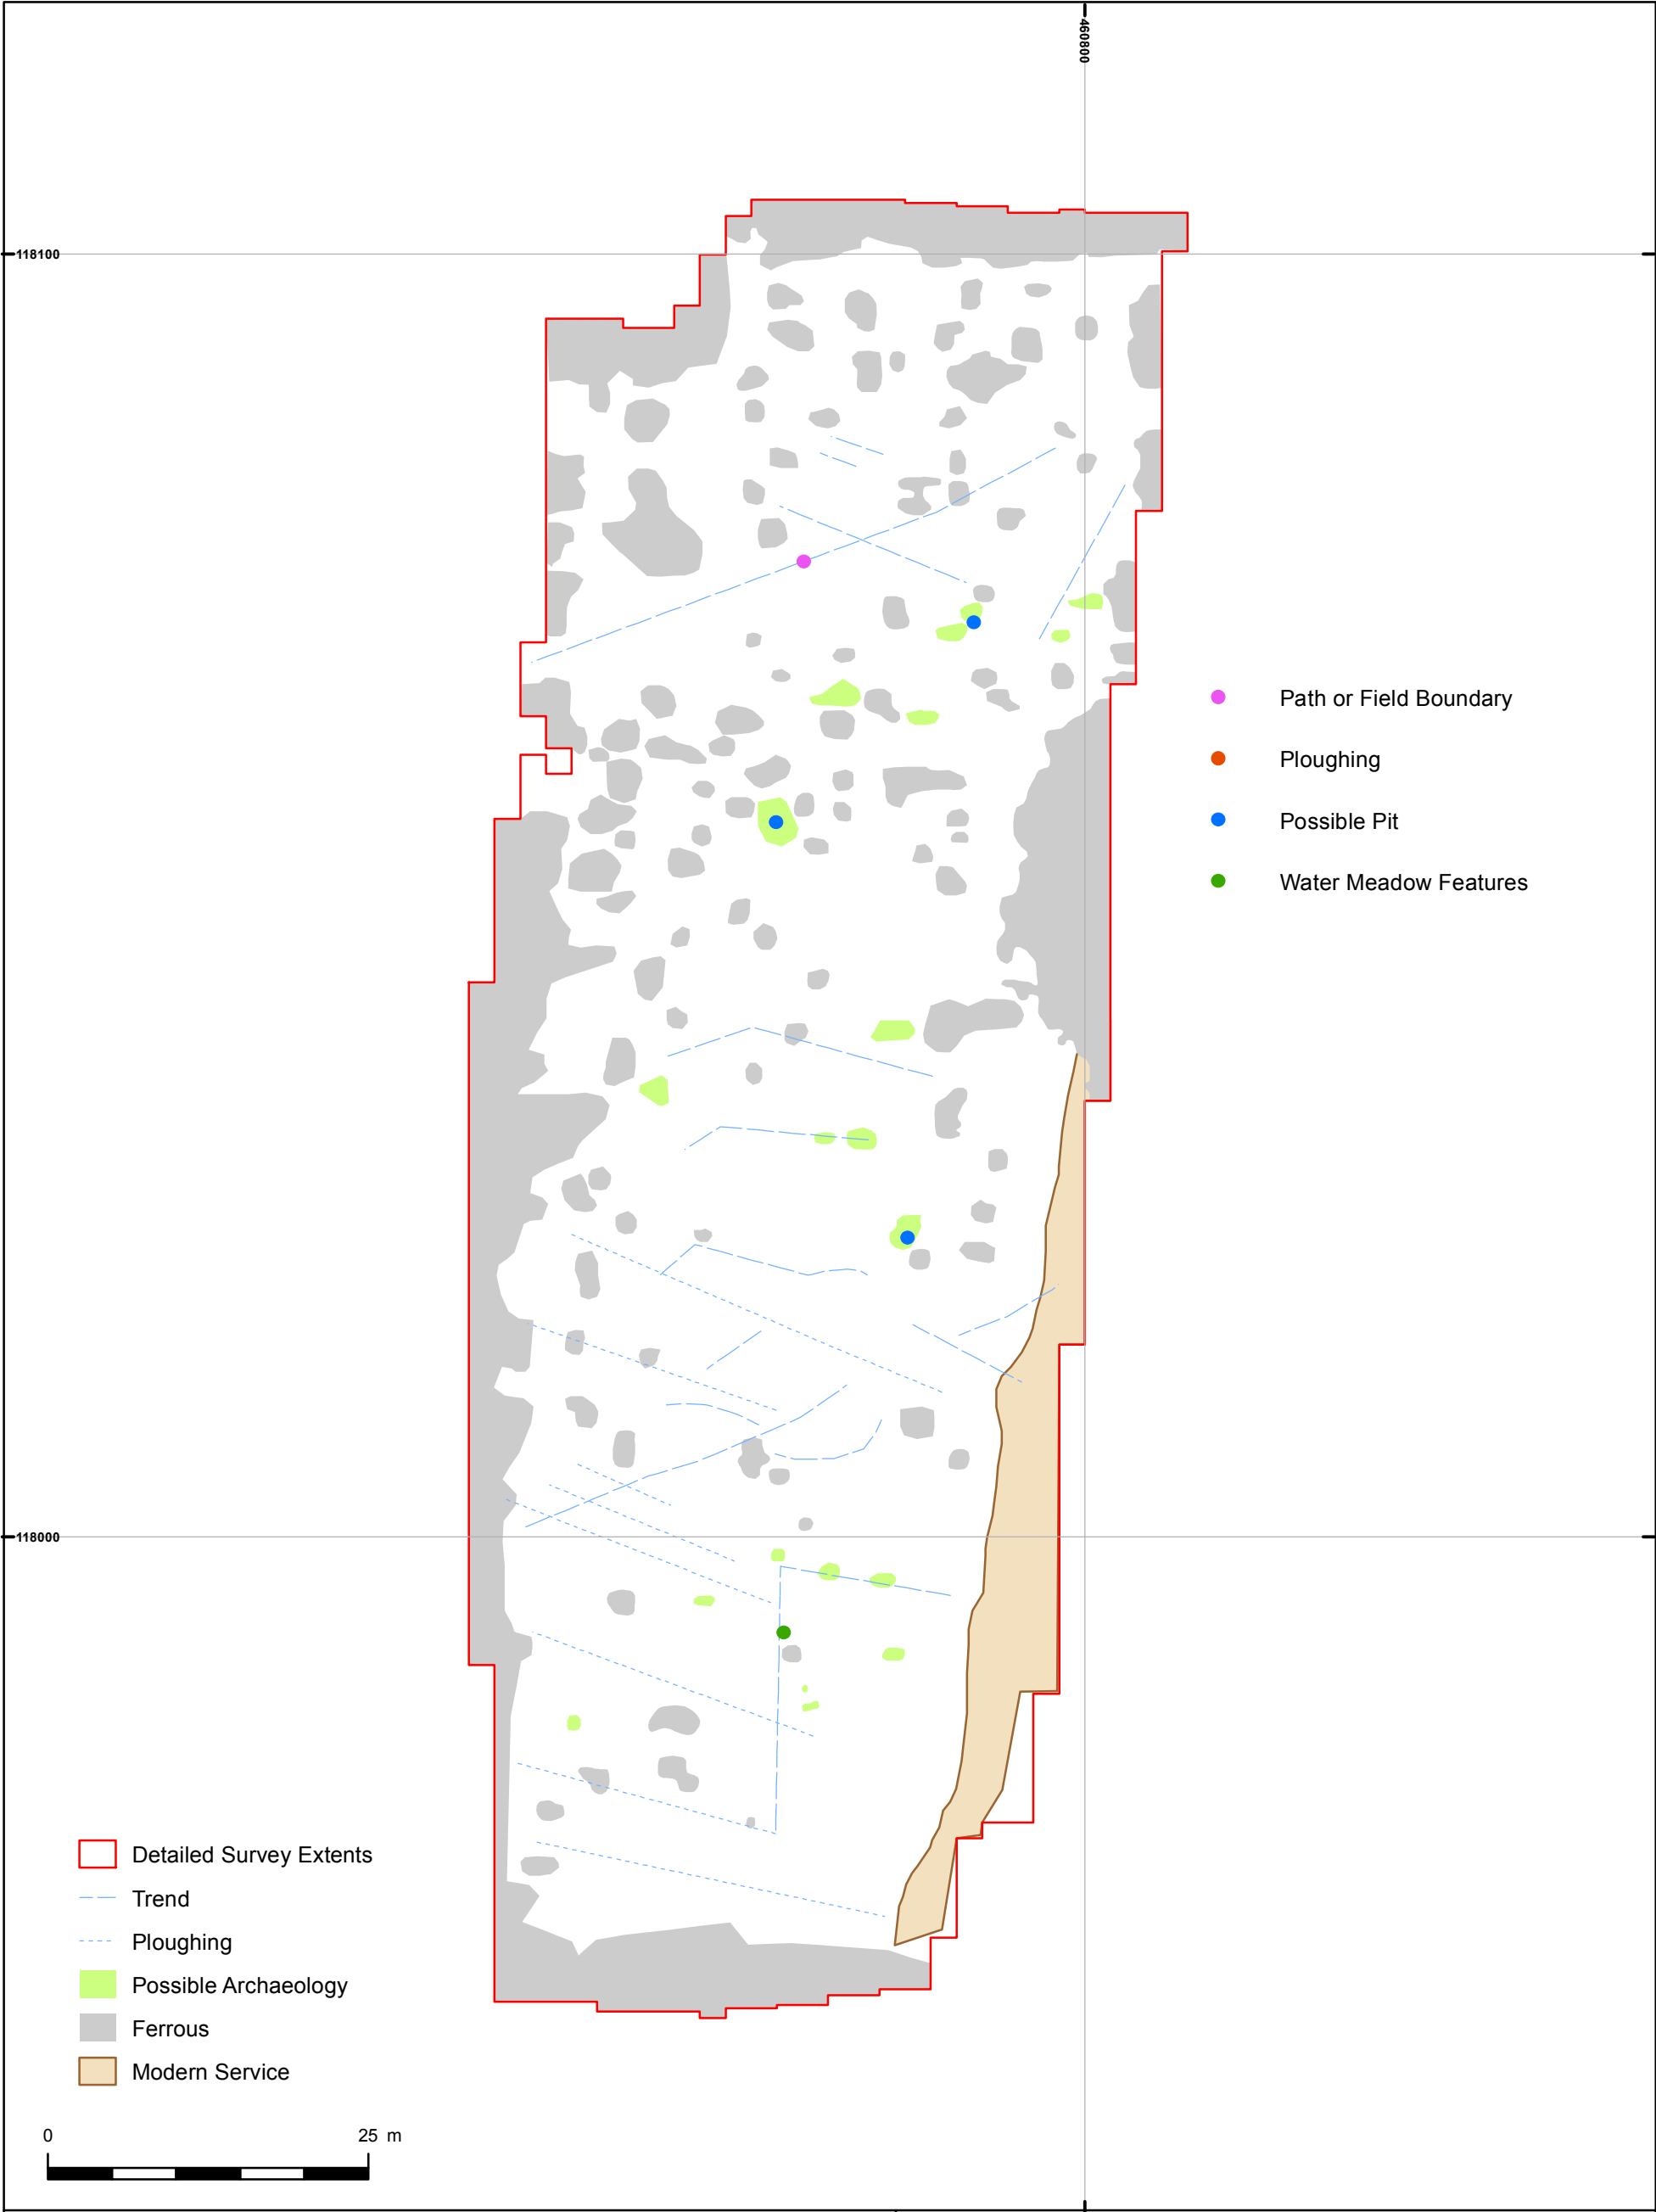 460800
118100
Path or Field Boundary
Ploughing
Possible Pit
Water Meadow Features
118000
Detailed Survey Extents
Trend
Ploughing
Possible Archaeology
Ferrous
Modern Service
0 25 m